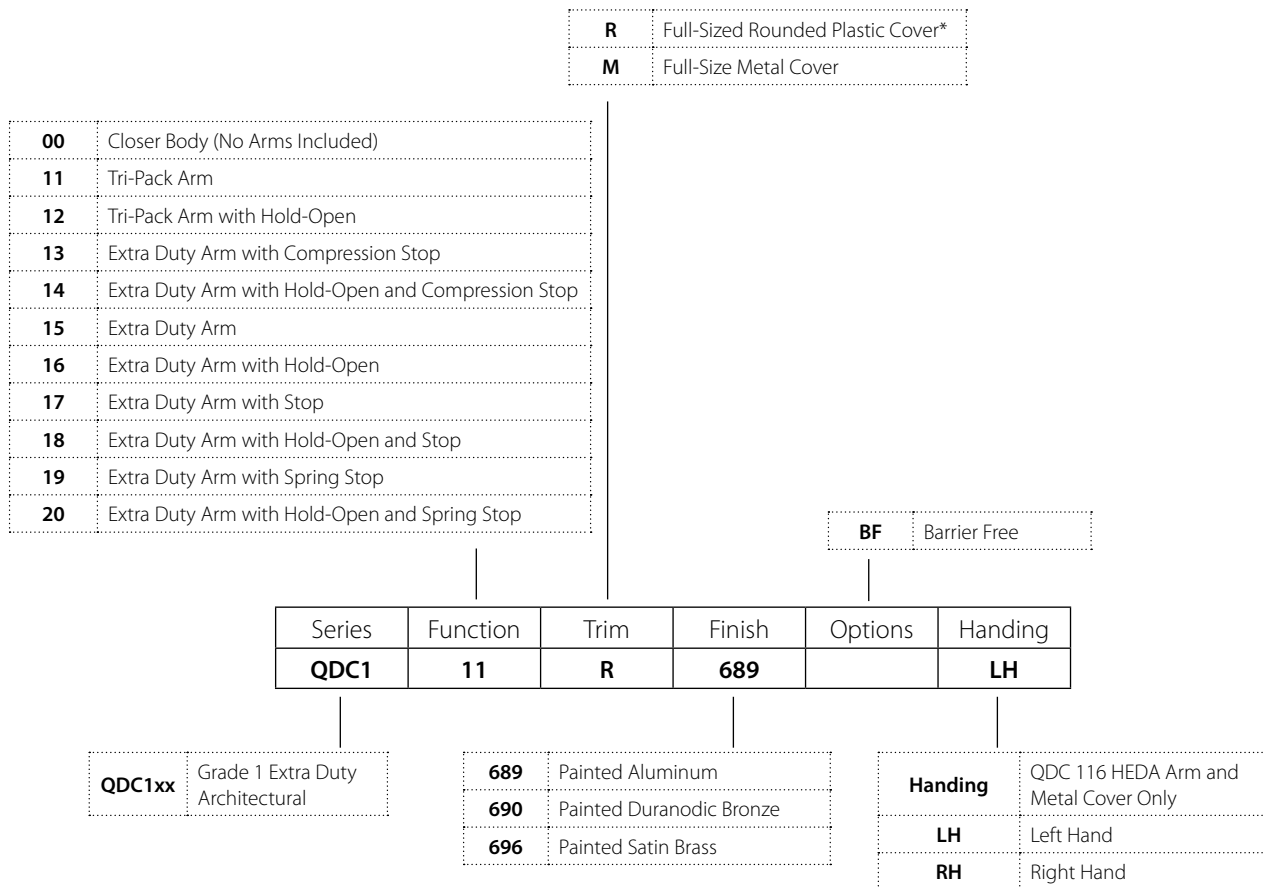 R Full-Sized Rounded Plastic Cover*
M Full-Size Metal Cover
00 Closer Body (No Arms Included)
11 Tri-Pack Arm
12 Tri-Pack Arm with Hold-Open
13 Extra Duty Arm with Compression Stop
14 Extra Duty Arm with Hold-Open and Compression Stop
15 Extra Duty Arm
16 Extra Duty Arm with Hold-Open
17 Extra Duty Arm with Stop
18 Extra Duty Arm with Hold-Open and Stop
19 Extra Duty Arm with Spring Stop
20 Extra Duty Arm with Hold-Open and Spring Stop
BF Barrier Free
Series Function Trim Finish Options Handing
QDC1 11 R 689 LH
QDC1xx Grade 1 Extra Duty
Architectural
689 Painted Aluminum
690 Painted Duranodic Bronze
696 Painted Satin Brass
Handing QDC 116 HEDA Arm and
Metal Cover Only
LH Left Hand
RH Right Hand